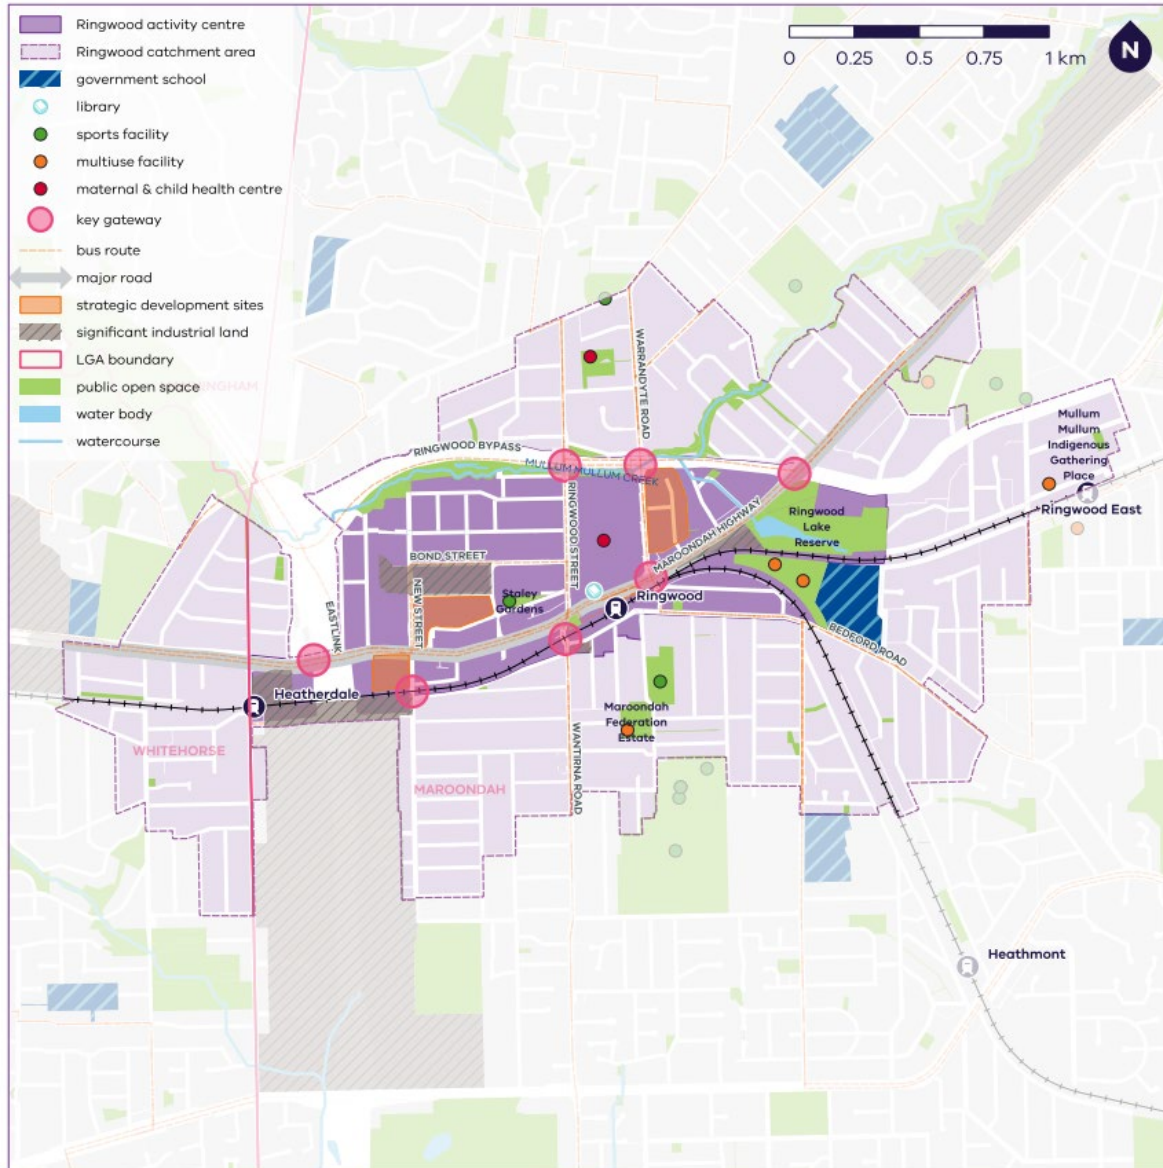 Ringwood activity centre
Ringwood catchment area
government school
library
sports facility
multiuse facility
maternal & child health centre
key gateway
bus route
major road
strategic development sites
significant industrial land
LGA boundary
public open space
water body
watercourse
0 0.25 0.5 0.75 1 km
N
WARRANDYTE ROAD
RINGWOOD BYPASS
MULLUM MULLUM CREEK
RINGWOOD STREET
MAROONDAH HIGHWAY
Mullum
Mullum
Indigenous
Gathering
Place
Ringwood East
Ringwood
Lake
Reserve
BOND STREET
NEW STREET
Staley
Gardens
Ringwood
EASTLINK
BEDFORD ROAD
Heatherdale
Maroondah
Federation
Estate
WHITEHORSE
MAROONDAH
WANTIRNA ROAD
Heathmont